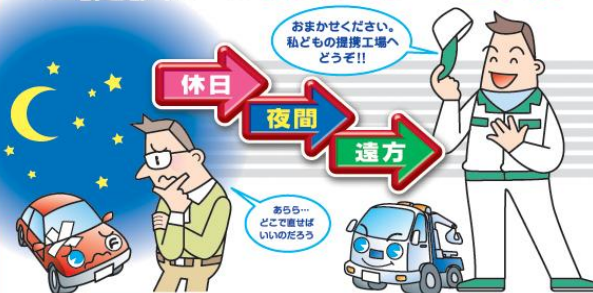 おまかせください。
私どもの提携工場へ
どうぞ!!
休日
夜間
遠方
あらら…
どこで直せば
いいのだろう